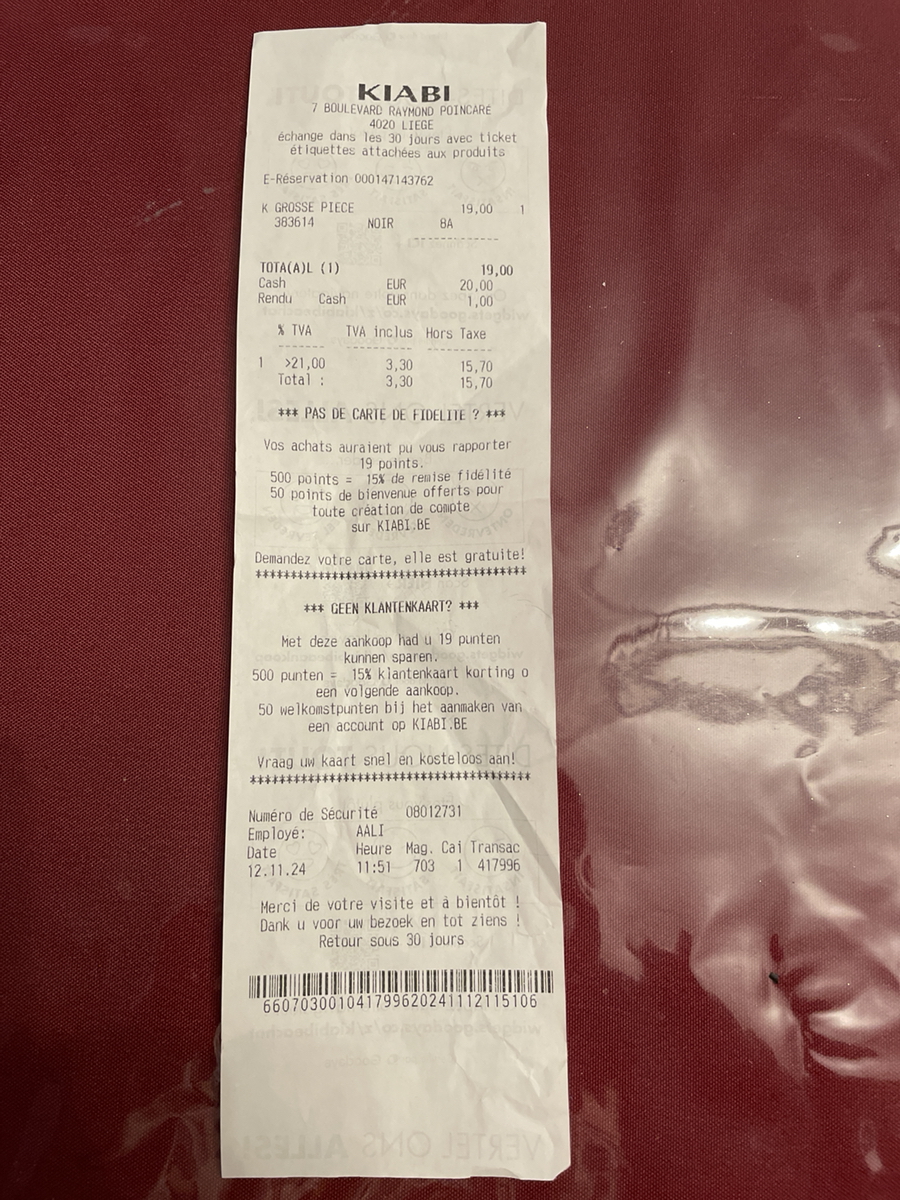 KIABI
7 BOULEVARD RAYMOND POINCARE
4020 LIEGE
échange dans les 30 jours avec ticket
étiquettes attachées aux produits
E-Réservation 000147143762
K GROSSE PIECE 19,00 1
383614 NOIR 8A
TOTA(A)L (1) 19,00
Cash EUR 20,00
Rendu Cash EUR 1,00
% TVA TVA inclus Hors Taxe
1 >21,00 3,30 15,70
Total : 3,30 15,70
*** PAS DE CARTE DE FIDELITE ? ***
Vos achats auraient pu vous rapporter
19 points.
500 points = 15% de remise fidélité
50 points de bienvenue offerts pour
toute création de compte
sur KIABI.BE
Demandez votre carte, elle est gratuite!
****************************************
*** GEEN KLANTENKAART? ***
Met deze aankoop had u 19 punten
kunnen sparen.
500 punten = 15% klantenkaart korting o
een volgende aankoop.
50 welkomstpunten bij het aanmaken van
een account op KIABI.BE
Vraag uw kaart snel en kosteloos aan!
****************************************
Numéro de Sécurité 08012731
Employé: AALI
Date Heure Mag. Cai Transac
12.11.24 11:51 703 1 417996
Merci de votre visite et à bientôt !
Dank u voor uw bezoek en tot ziens !
Retour sous 30 jours
660703001041799620241112115106